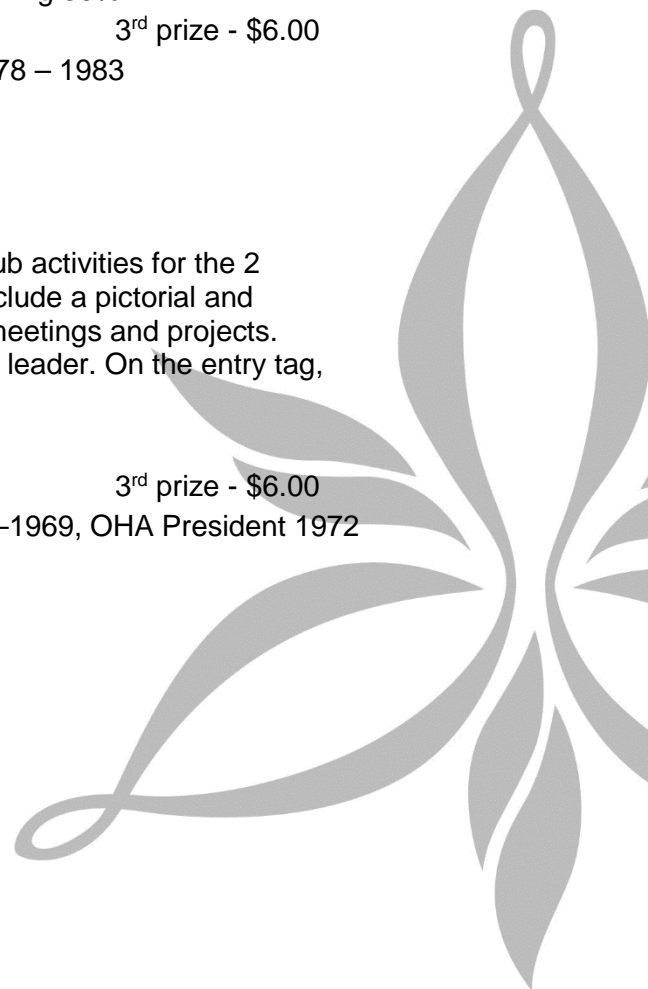 3rd prize - $6.00
78 – 1983
ub activities for the 2
clude a pictorial and
meetings and projects.
leader. On the entry tag,
3rd prize - $6.00
–1969, OHA President 1972